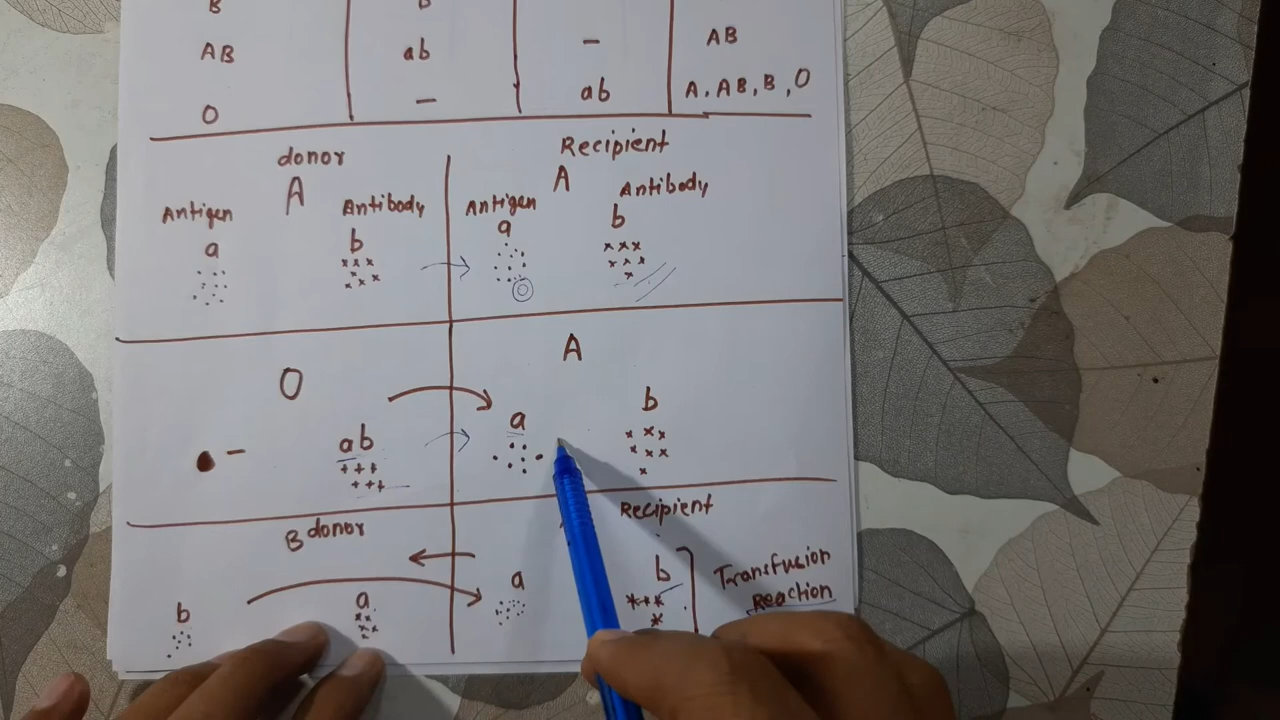 B B
AB ab – AB
O – ab A, AB, B, O
donor Recipient
A A
Antigen Antibody Antigen Antibody
a b a b
O A
– ab a b
B donor Recipient
b a a b Transfusion
Reaction